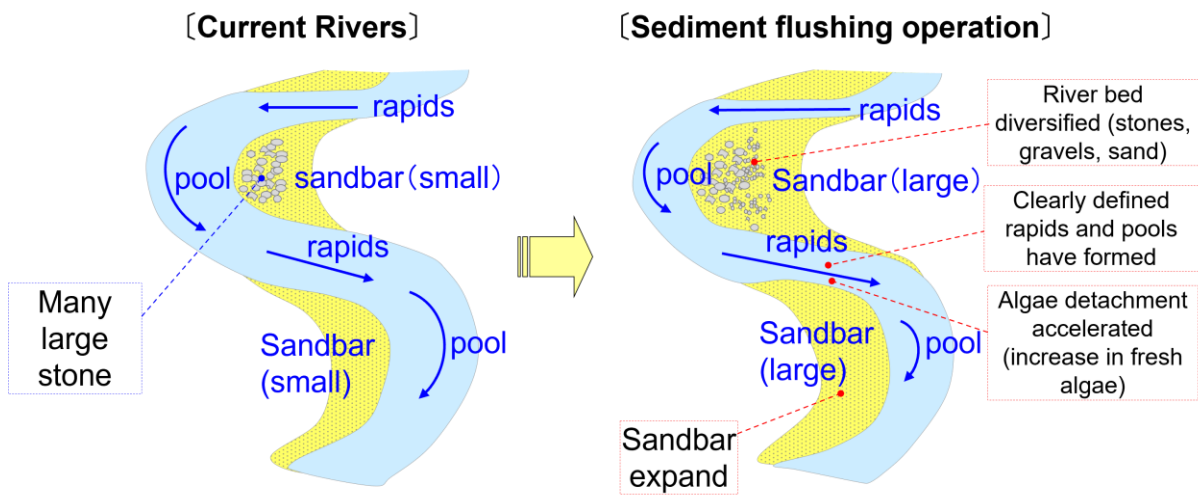 〔Current Rivers〕
rapids
pool
sandbar（small）
rapids
Many
large
stone
Sandbar
(small)
pool
〔Sediment flushing operation〕
rapids
River bed
diversified (stones,
gravels, sand)
pool
Sandbar（large）
Clearly defined
rapids and pools
have formed
rapids
Algae detachment
accelerated
(increase in fresh
algae)
Sandbar
(large)
pool
Sandbar
expand